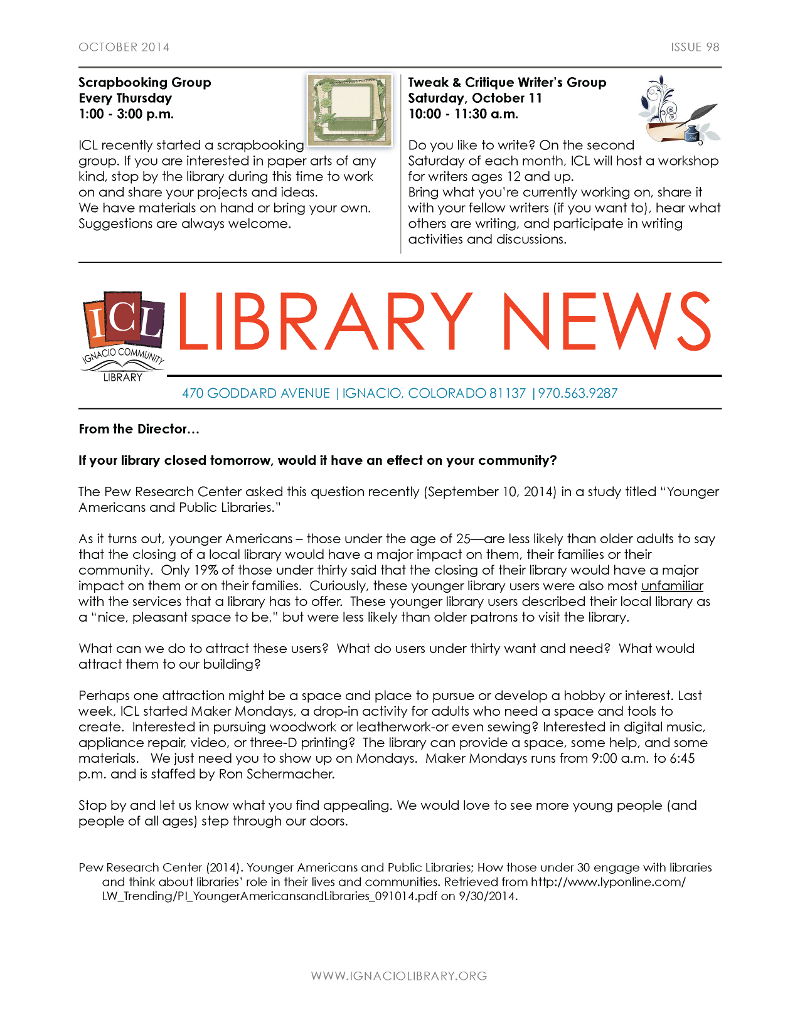 OCTOBER 2014
ISSUE 98
Scrapbooking Group
Every Thursday
1:00 - 3:00 p.m.
ICL recently started a scrapbooking
group. If you are interested in paper arts of any
kind, stop by the library during this time to work
on and share your projects and ideas.
We have materials on hand or bring your own.
Suggestions are always welcome.
Tweak & Critique Writer's Group
Saturday, October 11
10:00 - 11:30 a.m.
Do you like to write? On the second
Saturday of each month, ICL will host a workshop
for writers ages 12 and up.
Bring what you're currently working on, share it
with your fellow writers (if you want to), hear what
others are writing, and participate in writing
activities and discussions.
ICL
IGNACIO COMMUNITY
LIBRARY
LIBRARY NEWS
470 GODDARD AVENUE | IGNACIO, COLORADO 81137 | 970.563.9287
From the Director…
If your library closed tomorrow, would it have an effect on your community?
The Pew Research Center asked this question recently (September 10, 2014) in a study titled “Younger
Americans and Public Libraries.”
As it turns out, younger Americans – those under the age of 25—are less likely than older adults to say
that the closing of a local library would have a major impact on them, their families or their
community.  Only 19% of those under thirty said that the closing of their library would have a major
impact on them or on their families.  Curiously, these younger library users were also most unfamiliar
with the services that a library has to offer.  These younger library users described their local library as
a “nice, pleasant space to be,” but were less likely than older patrons to visit the library.
What can we do to attract these users?  What do users under thirty want and need?  What would
attract them to our building?
Perhaps one attraction might be a space and place to pursue or develop a hobby or interest. Last
week, ICL started Maker Mondays, a drop-in activity for adults who need a space and tools to
create.  Interested in pursuing woodwork or leatherwork-or even sewing? Interested in digital music,
appliance repair, video, or three-D printing?  The library can provide a space, some help, and some
materials.   We just need you to show up on Mondays.  Maker Mondays runs from 9:00 a.m. to 6:45
p.m. and is staffed by Ron Schermacher.
Stop by and let us know what you find appealing. We would love to see more young people (and
people of all ages) step through our doors.
Pew Research Center (2014). Younger Americans and Public Libraries; How those under 30 engage with libraries
and think about libraries' role in their lives and communities. Retrieved from http://www.lyponline.com/
LW_Trending/PI_YoungerAmericansandLibraries_091014.pdf on 9/30/2014.
WWW.IGNACIOLIBRARY.ORG